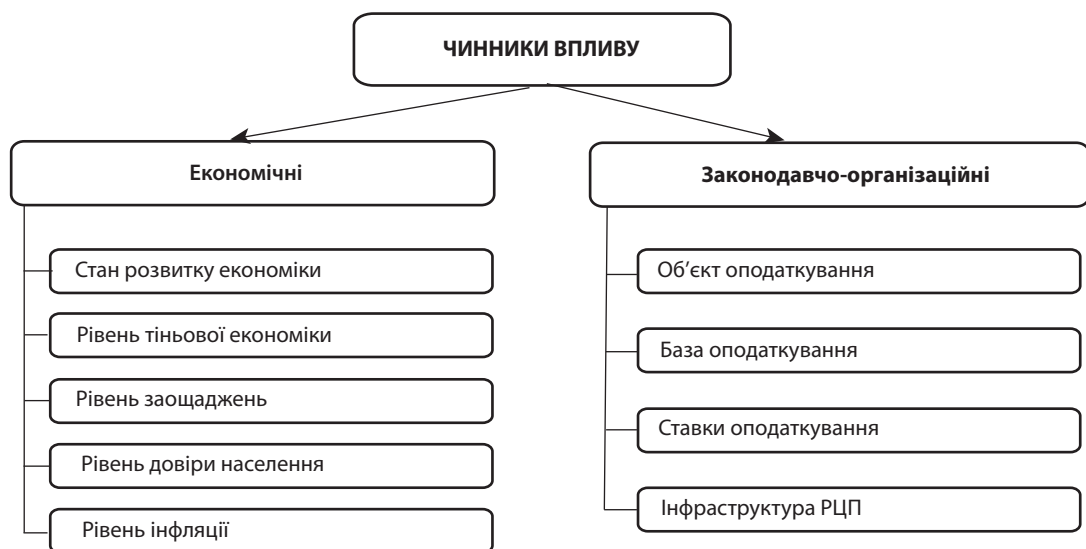 ЧИННИКИ ВПЛИВУ
Економічні
Стан розвитку економіки
Рівень тіньової економіки
Рівень заощаджень
Рівень довіри населення
Рівень інфляції
Законодавчо-організаційні
Об’єкт оподаткування
База оподаткування
Ставки оподаткування
Інфраструктура РЦП